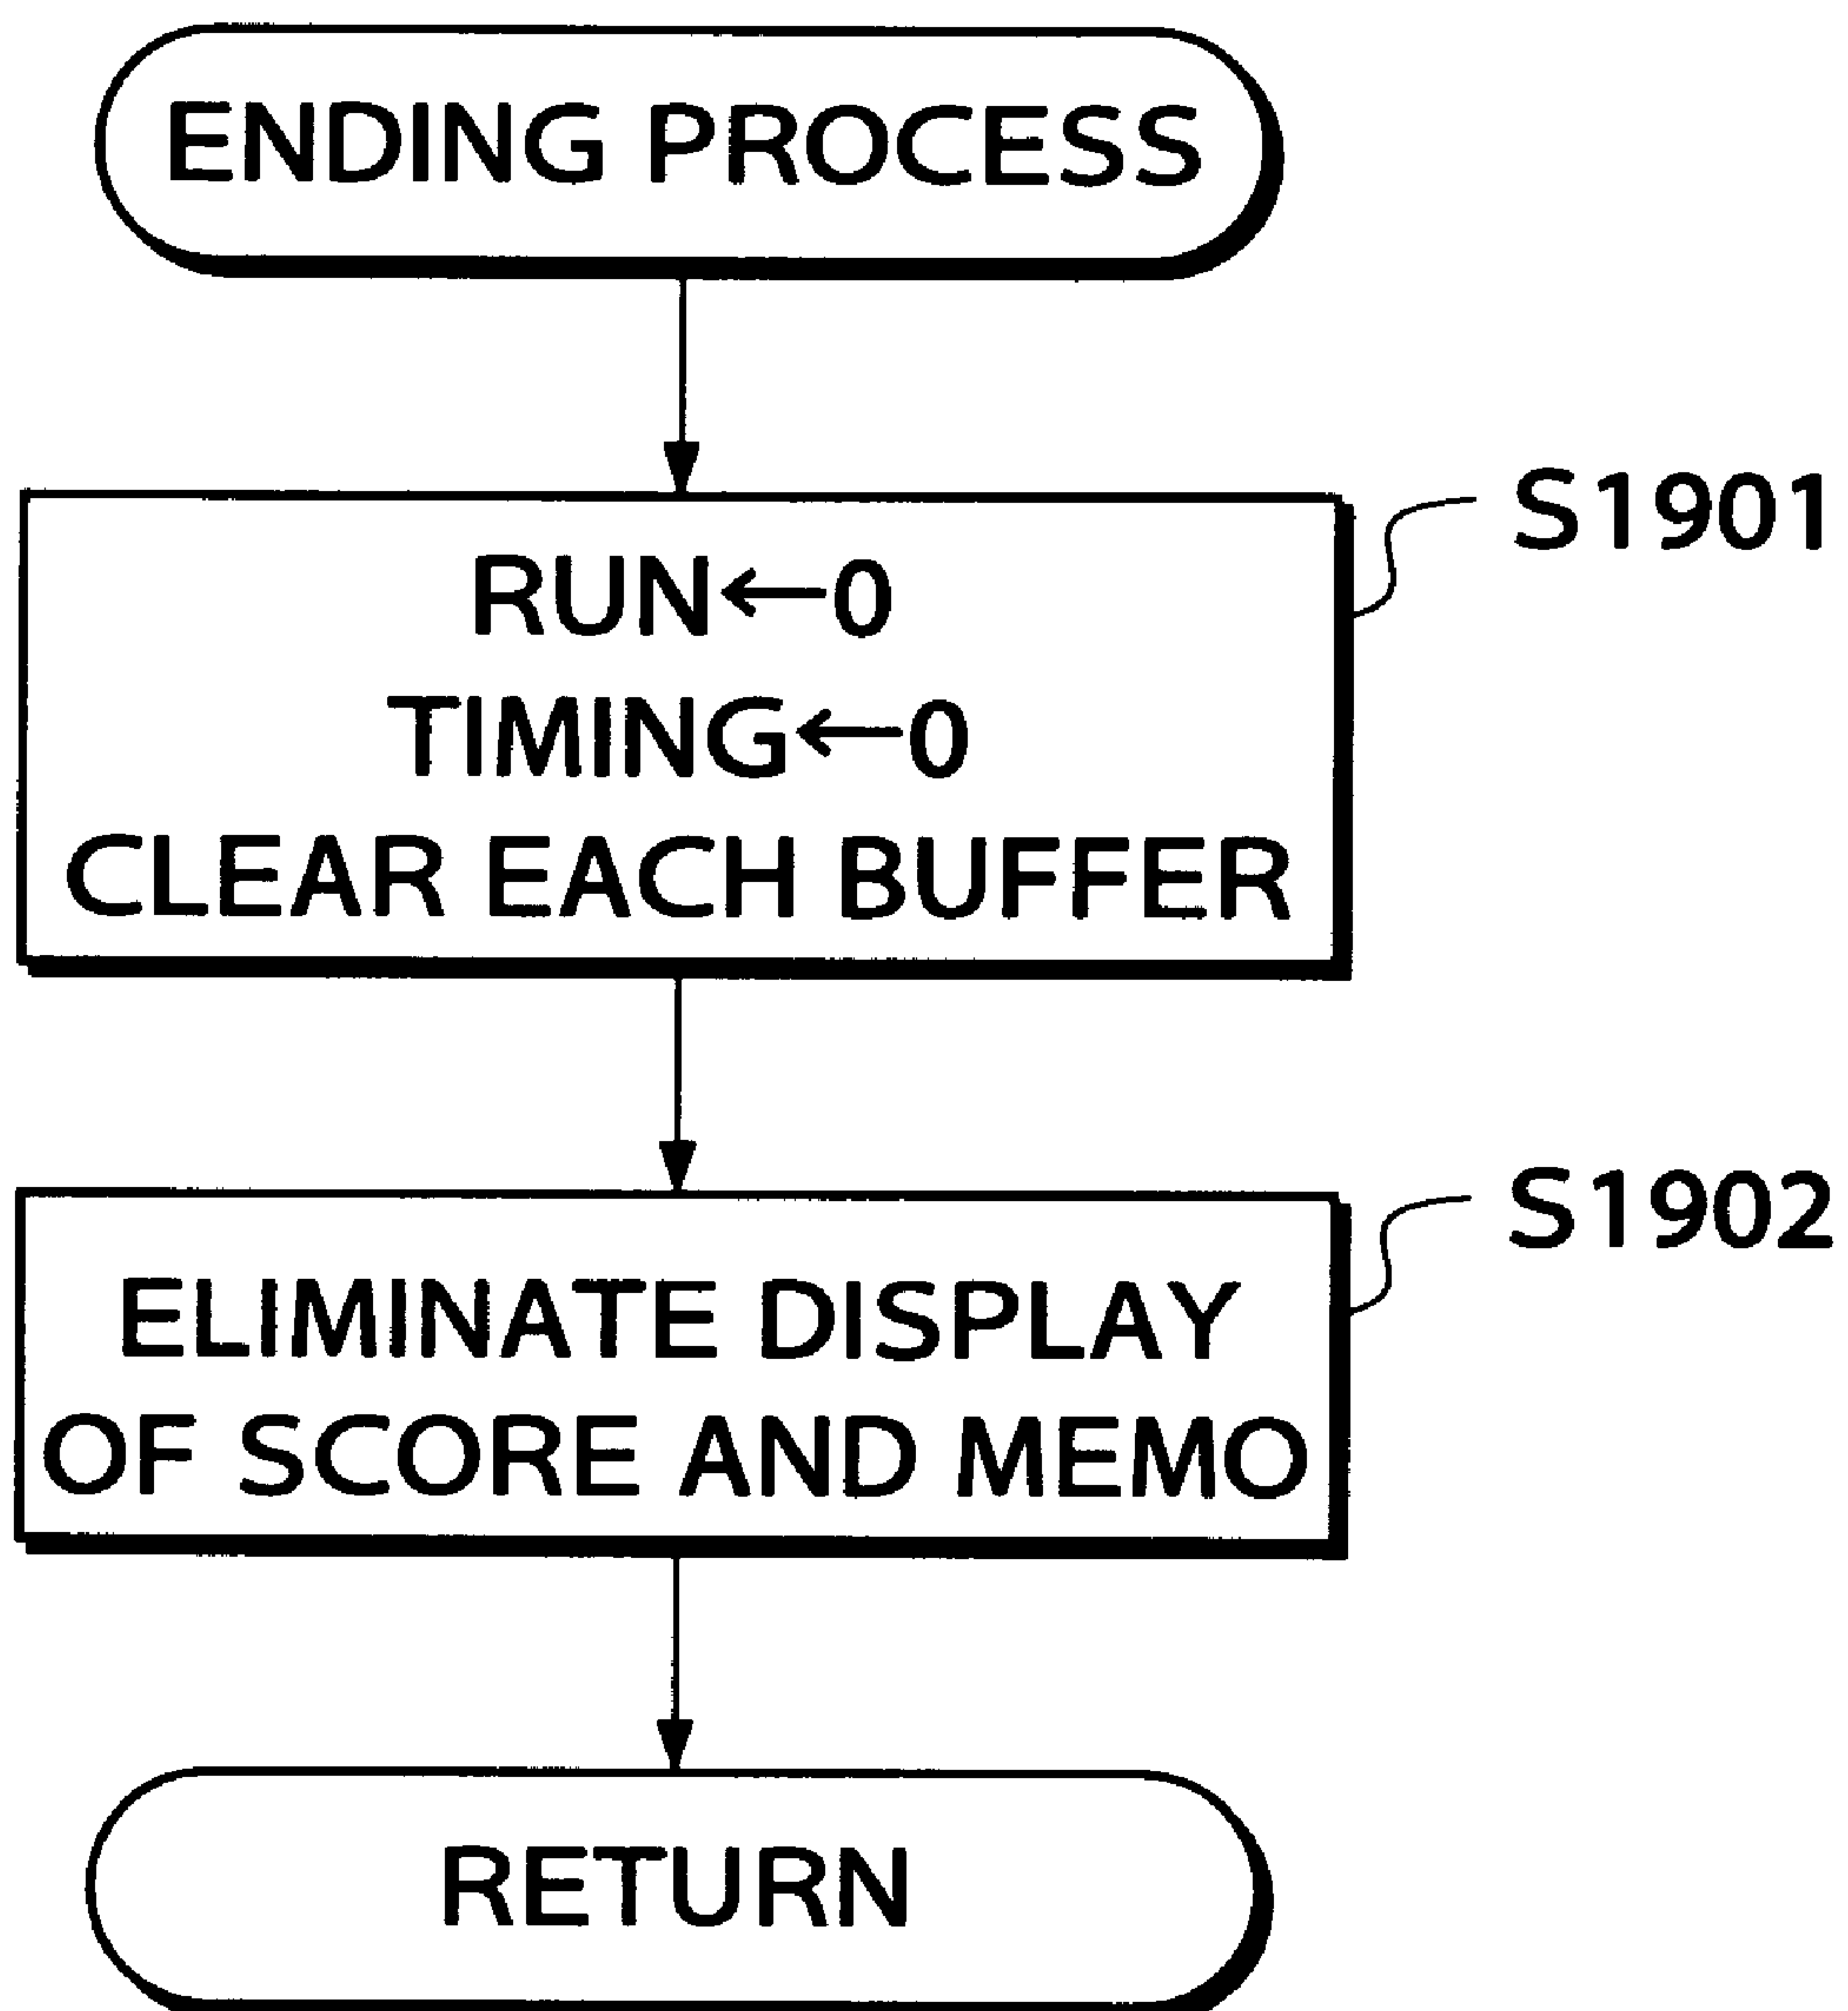 ENDING PROCESS
S1901
RUN←0
TIMING←0
CLEAR EACH BUFFER
S1902
ELIMINATE DISPLAY
OF SCORE AND MEMO
RETURN